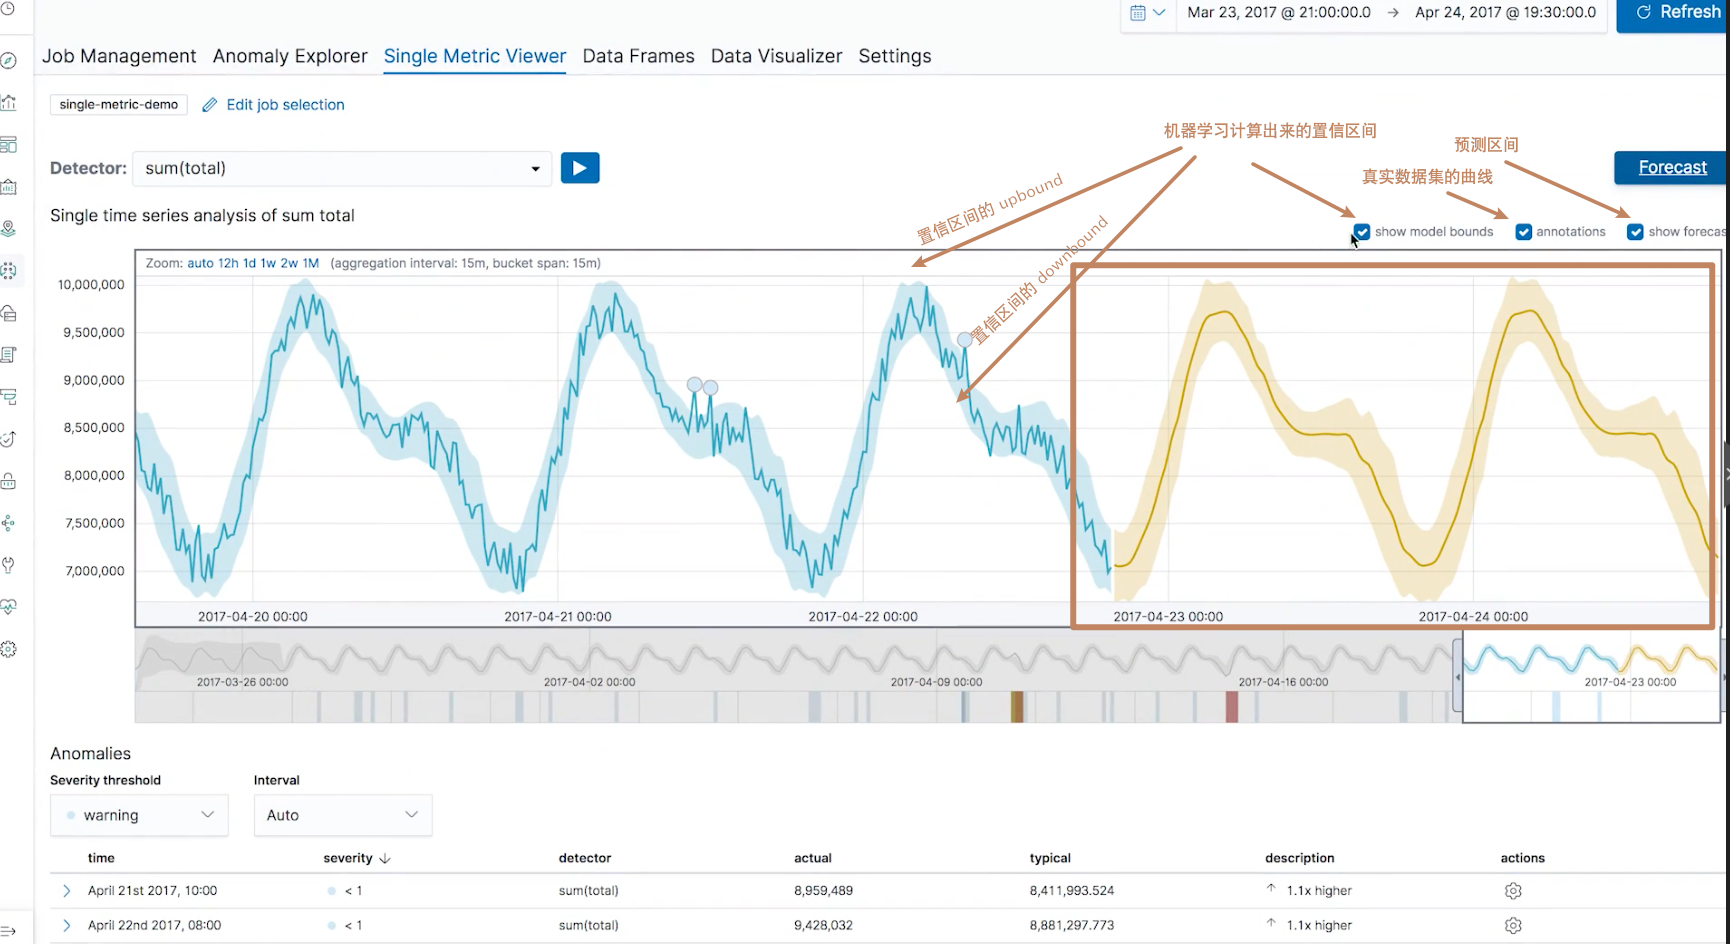 Mar 23, 2017 @ 21:00:00.0 → Apr 24, 2017 @ 19:30:00.0 Refresh
Job Management Anomaly Explorer Single Metric Viewer Data Frames Data Visualizer Settings
single-metric-demo Edit job selection
机器学习计算出来的置信区间
预测区间
真实数据集的曲线
Detector: sum(total)
Forecast
置信区间的 upbound
置信区间的 downbound
Single time series analysis of sum total
show model bounds annotations show forecas
Zoom: auto 12h 1d 1w 2w 1M (aggregation interval: 15m, bucket span: 15m)
10,000,000
9,500,000
9,000,000
8,500,000
8,000,000
7,500,000
7,000,000
2017-04-20 00:00 2017-04-21 00:00 2017-04-22 00:00 2017-04-23 00:00 2017-04-24 00:00
2017-03-26 00:00 2017-04-02 00:00 2017-04-09 00:00 2017-04-16 00:00 2017-04-23 00:00
Anomalies
Severity threshold Interval
warning Auto
time severity ↓ detector actual typical description actions
April 21st 2017, 10:00 < 1 sum(total) 8,959,489 8,411,993.524 ↑ 1.1x higher
April 22nd 2017, 08:00 < 1 sum(total) 9,428,032 8,881,297.773 ↑ 1.1x higher